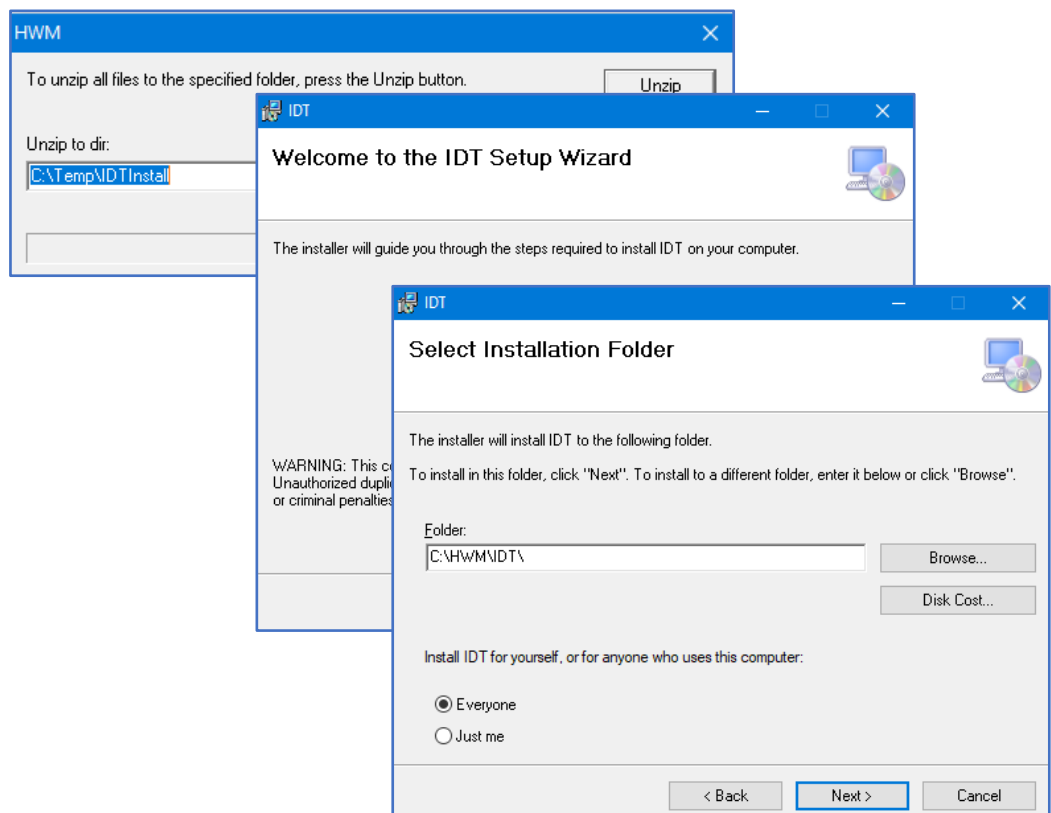 HWM
To unzip all files to the specified folder, press the Unzip button.
Unzip
Unzip to dir:
C:\Temp\IDTInstall
IDT
Welcome to the IDT Setup Wizard
The installer will guide you through the steps required to install IDT on your computer.
WARNING: This
Unauthorized
or criminal penalties
IDT
Select Installation Folder
The installer will install IDT to the following folder.
To install in this folder, click "Next". To install to a different folder, enter it below or click "Browse".
Folder:
C:\HWM\IDT\
Browse...
Disk Cost...
Install IDT for yourself, or for anyone who uses this computer:
Everyone
Just me
< Back
Next >
Cancel